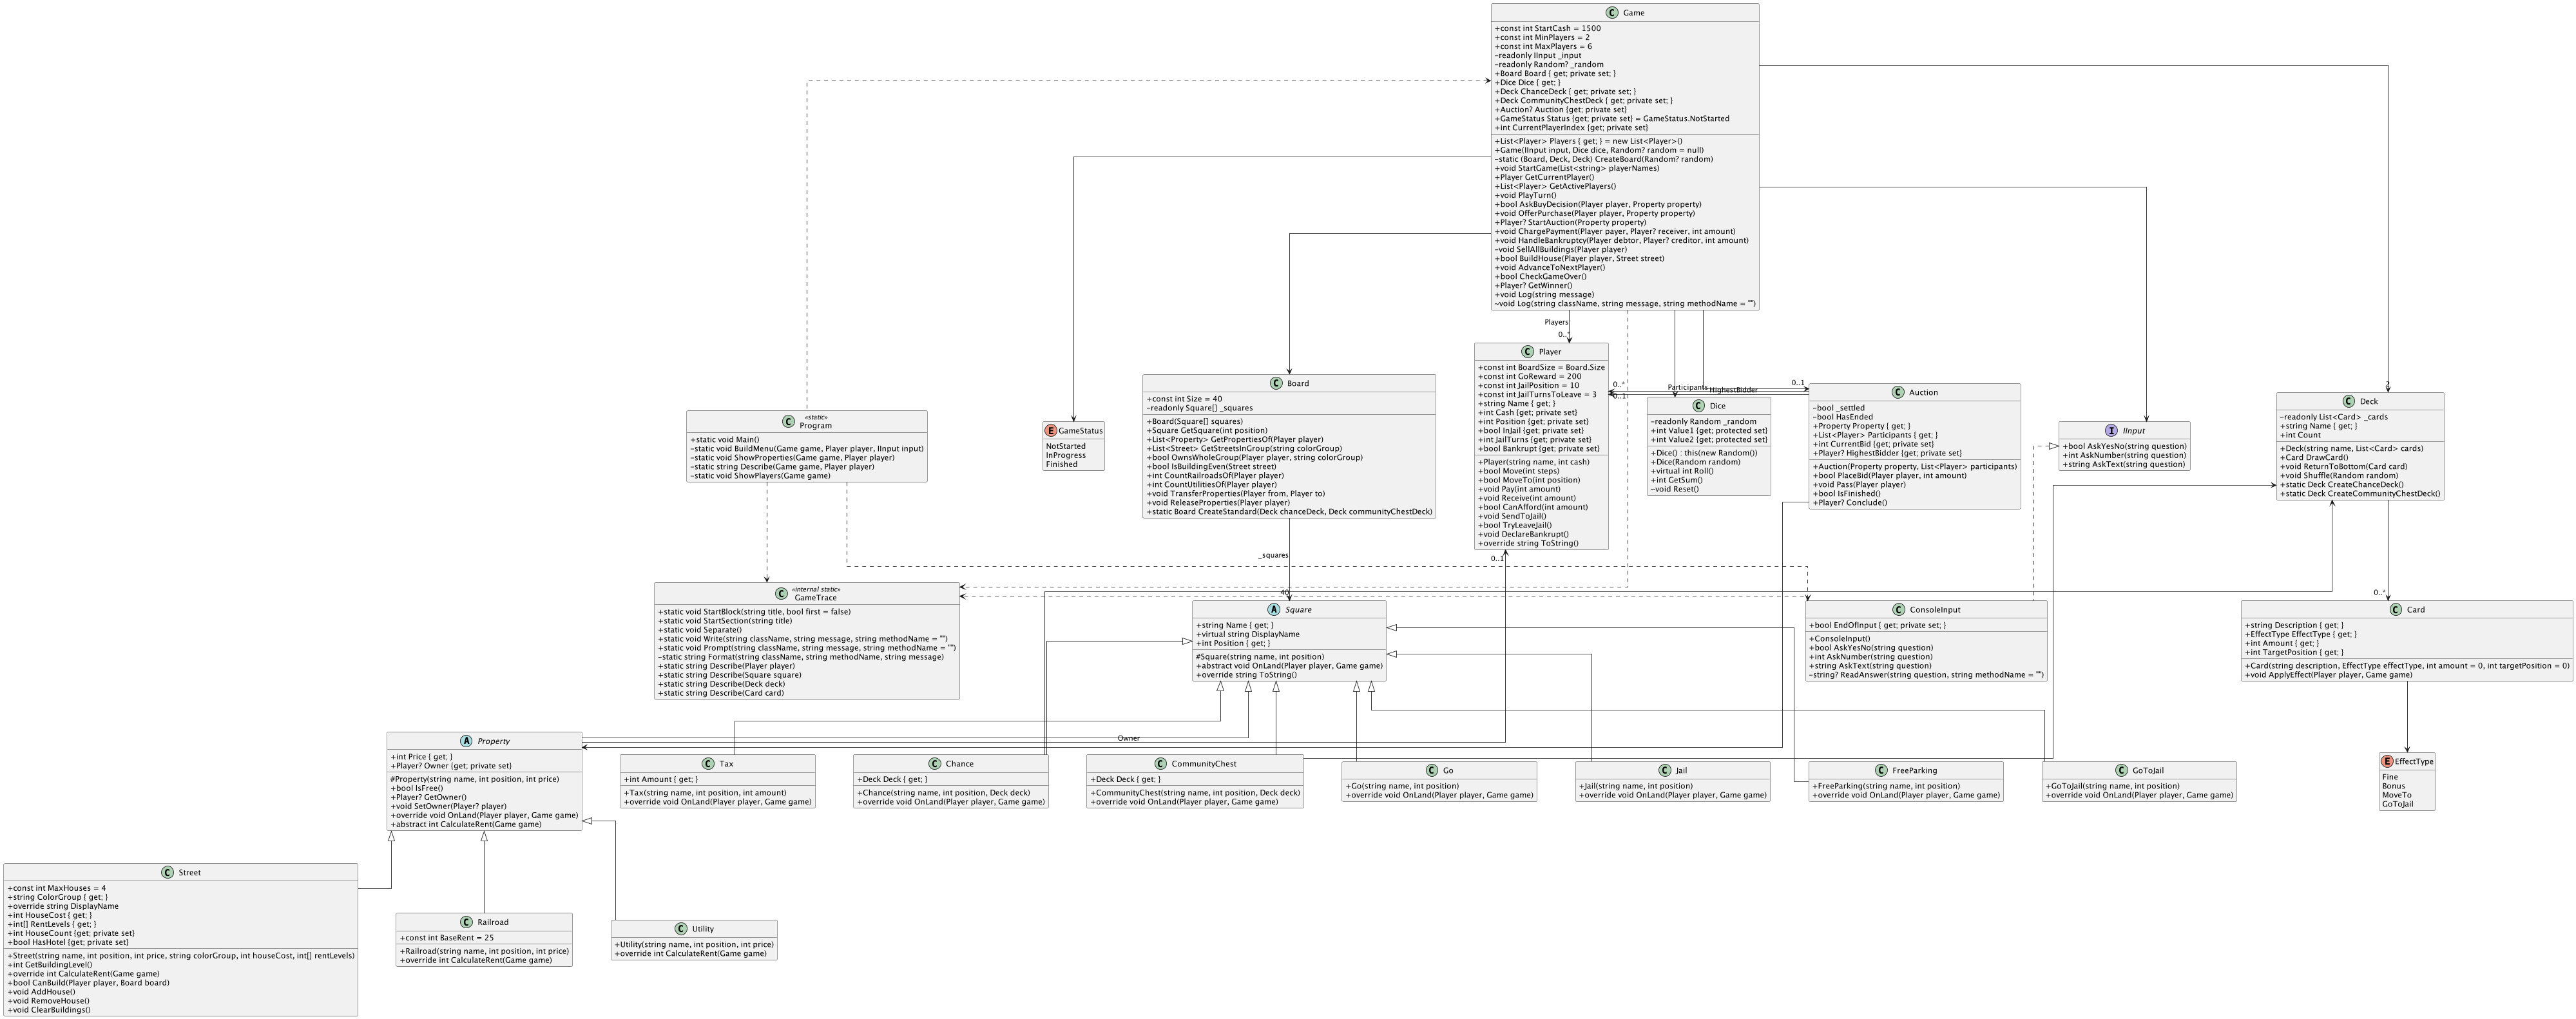 Game
+const int StartCash = 1500
+const int MinPlayers = 2
+const int MaxPlayers = 6
−readonly IInput _input
−readonly Random? _random
+Board Board { get; private set; }
+Dice Dice { get; }
+Deck ChanceDeck { get; private set; }
+Deck CommunityChestDeck { get; private set; }
+Auction? Auction {get; private set}
+GameStatus Status {get; private set} = GameStatus.NotStarted
+int CurrentPlayerIndex {get; private set}
+List<Player> Players { get; } = new List<Player>()
+Game(IInput input, Dice dice, Random? random = null)
−static (Board, Deck, Deck) CreateBoard(Random? random)
+void StartGame(List<string> playerNames)
+Player GetCurrentPlayer()
+List<Player> GetActivePlayers()
+void PlayTurn()
+bool AskBuyDecision(Player player, Property property)
+void OfferPurchase(Player player, Property property)
+Player? StartAuction(Property property)
+void ChargePayment(Player payer, Player? receiver, int amount)
+void HandleBankruptcy(Player debtor, Player? creditor, int amount)
−void SellAllBuildings(Player player)
+bool BuildHouse(Player player, Street street)
+void AdvanceToNextPlayer()
+bool CheckGameOver()
+Player? GetWinner()
+void Log(string message)
~void Log(string className, string message, string methodName = "")
Players
0..*
Player
+const int BoardSize = Board.Size
+const int GoReward = 200
+const int JailPosition = 10
+const int JailTurnsToLeave = 3
+string Name { get; }
+int Cash {get; private set}
+int Position {get; private set}
+bool InJail {get; private set}
+int JailTurns {get; private set}
+bool Bankrupt {get; private set}
+Player(string name, int cash)
+bool Move(int steps)
+bool MoveTo(int position)
+void Pay(int amount)
+void Receive(int amount)
+bool CanAfford(int amount)
+void SendToJail()
+bool TryLeaveJail()
+void DeclareBankrupt()
+override string ToString()
0..1
0..*
0..1
Participants
HighestBidder
0..1
Board
+const int Size = 40
−readonly Square[] _squares
+Board(Square[] squares)
+Square GetSquare(int position)
+List<Property> GetPropertiesOf(Player player)
+List<Street> GetStreetsInGroup(string colorGroup)
+bool OwnsWholeGroup(Player player, string colorGroup)
+bool IsBuildingEven(Street street)
+int CountRailroadsOf(Player player)
+int CountUtilitiesOf(Player player)
+void TransferProperties(Player from, Player to)
+void ReleaseProperties(Player player)
+static Board CreateStandard(Deck chanceDeck, Deck communityChestDeck)
Dice
−readonly Random _random
+int Value1 {get; protected set}
+int Value2 {get; protected set}
+Dice() : this(new Random())
+Dice(Random random)
+virtual int Roll()
+int GetSum()
~void Reset()
Auction
−bool _settled
−bool HasEnded
+Property Property { get; }
+List<Player> Participants { get; }
+int CurrentBid {get; private set}
+Player? HighestBidder {get; private set}
+Auction(Property property, List<Player> participants)
+bool PlaceBid(Player player, int amount)
+void Pass(Player player)
+bool IsFinished()
+Player? Conclude()
2
Deck
−readonly List<Card> _cards
+string Name { get; }
+int Count
+Deck(string name, List<Card> cards)
+Card DrawCard()
+void ReturnToBottom(Card card)
+void Shuffle(Random random)
+static Deck CreateChanceDeck()
+static Deck CreateCommunityChestDeck()
«static»
Program
+static void Main()
−static void BuildMenu(Game game, Player player, IInput input)
−static void ShowProperties(Game game, Player player)
−static string Describe(Game game, Player player)
−static void ShowPlayers(Game game)
GameStatus
NotStarted
InProgress
Finished
IInput
+bool AskYesNo(string question)
+int AskNumber(string question)
+string AskText(string question)
_squares
40
0..*
«internal static»
GameTrace
+static void StartBlock(string title, bool first = false)
+static void StartSection(string title)
+static void Separate()
+static void Write(string className, string message, string methodName = "")
+static void Prompt(string className, string message, string methodName = "")
−static string Format(string className, string methodName, string message)
+static string Describe(Player player)
+static string Describe(Square square)
+static string Describe(Deck deck)
+static string Describe(Card card)
Square
+string Name { get; }
+virtual string DisplayName
+int Position { get; }
#Square(string name, int position)
+abstract void OnLand(Player player, Game game)
+override string ToString()
ConsoleInput
+bool EndOfInput { get; private set; }
+ConsoleInput()
+bool AskYesNo(string question)
+int AskNumber(string question)
+string AskText(string question)
−string? ReadAnswer(string question, string methodName = "")
Card
+string Description { get; }
+EffectType EffectType { get; }
+int Amount { get; }
+int TargetPosition { get; }
+Card(string description, EffectType effectType, int amount = 0, int targetPosition = 0)
+void ApplyEffect(Player player, Game game)
Owner
Property
+int Price { get; }
+Player? Owner {get; private set}
#Property(string name, int position, int price)
+bool IsFree()
+Player? GetOwner()
+void SetOwner(Player? player)
+override void OnLand(Player player, Game game)
+abstract int CalculateRent(Game game)
Tax
+int Amount { get; }
+Tax(string name, int position, int amount)
+override void OnLand(Player player, Game game)
Chance
+Deck Deck { get; }
+Chance(string name, int position, Deck deck)
+override void OnLand(Player player, Game game)
CommunityChest
+Deck Deck { get; }
+CommunityChest(string name, int position, Deck deck)
+override void OnLand(Player player, Game game)
Go
+Go(string name, int position)
+override void OnLand(Player player, Game game)
Jail
+Jail(string name, int position)
+override void OnLand(Player player, Game game)
FreeParking
+FreeParking(string name, int position)
+override void OnLand(Player player, Game game)
GoToJail
+GoToJail(string name, int position)
+override void OnLand(Player player, Game game)
EffectType
Fine
Bonus
MoveTo
GoToJail
Street
+const int MaxHouses = 4
+string ColorGroup { get; }
+override string DisplayName
+int HouseCost { get; }
+int[] RentLevels { get; }
+int HouseCount {get; private set}
+bool HasHotel {get; private set}
+Street(string name, int position, int price, string colorGroup, int houseCost, int[] rentLevels)
+int GetBuildingLevel()
+override int CalculateRent(Game game)
+bool CanBuild(Player player, Board board)
+void AddHouse()
+void RemoveHouse()
+void ClearBuildings()
Railroad
+const int BaseRent = 25
+Railroad(string name, int position, int price)
+override int CalculateRent(Game game)
Utility
+Utility(string name, int position, int price)
+override int CalculateRent(Game game)